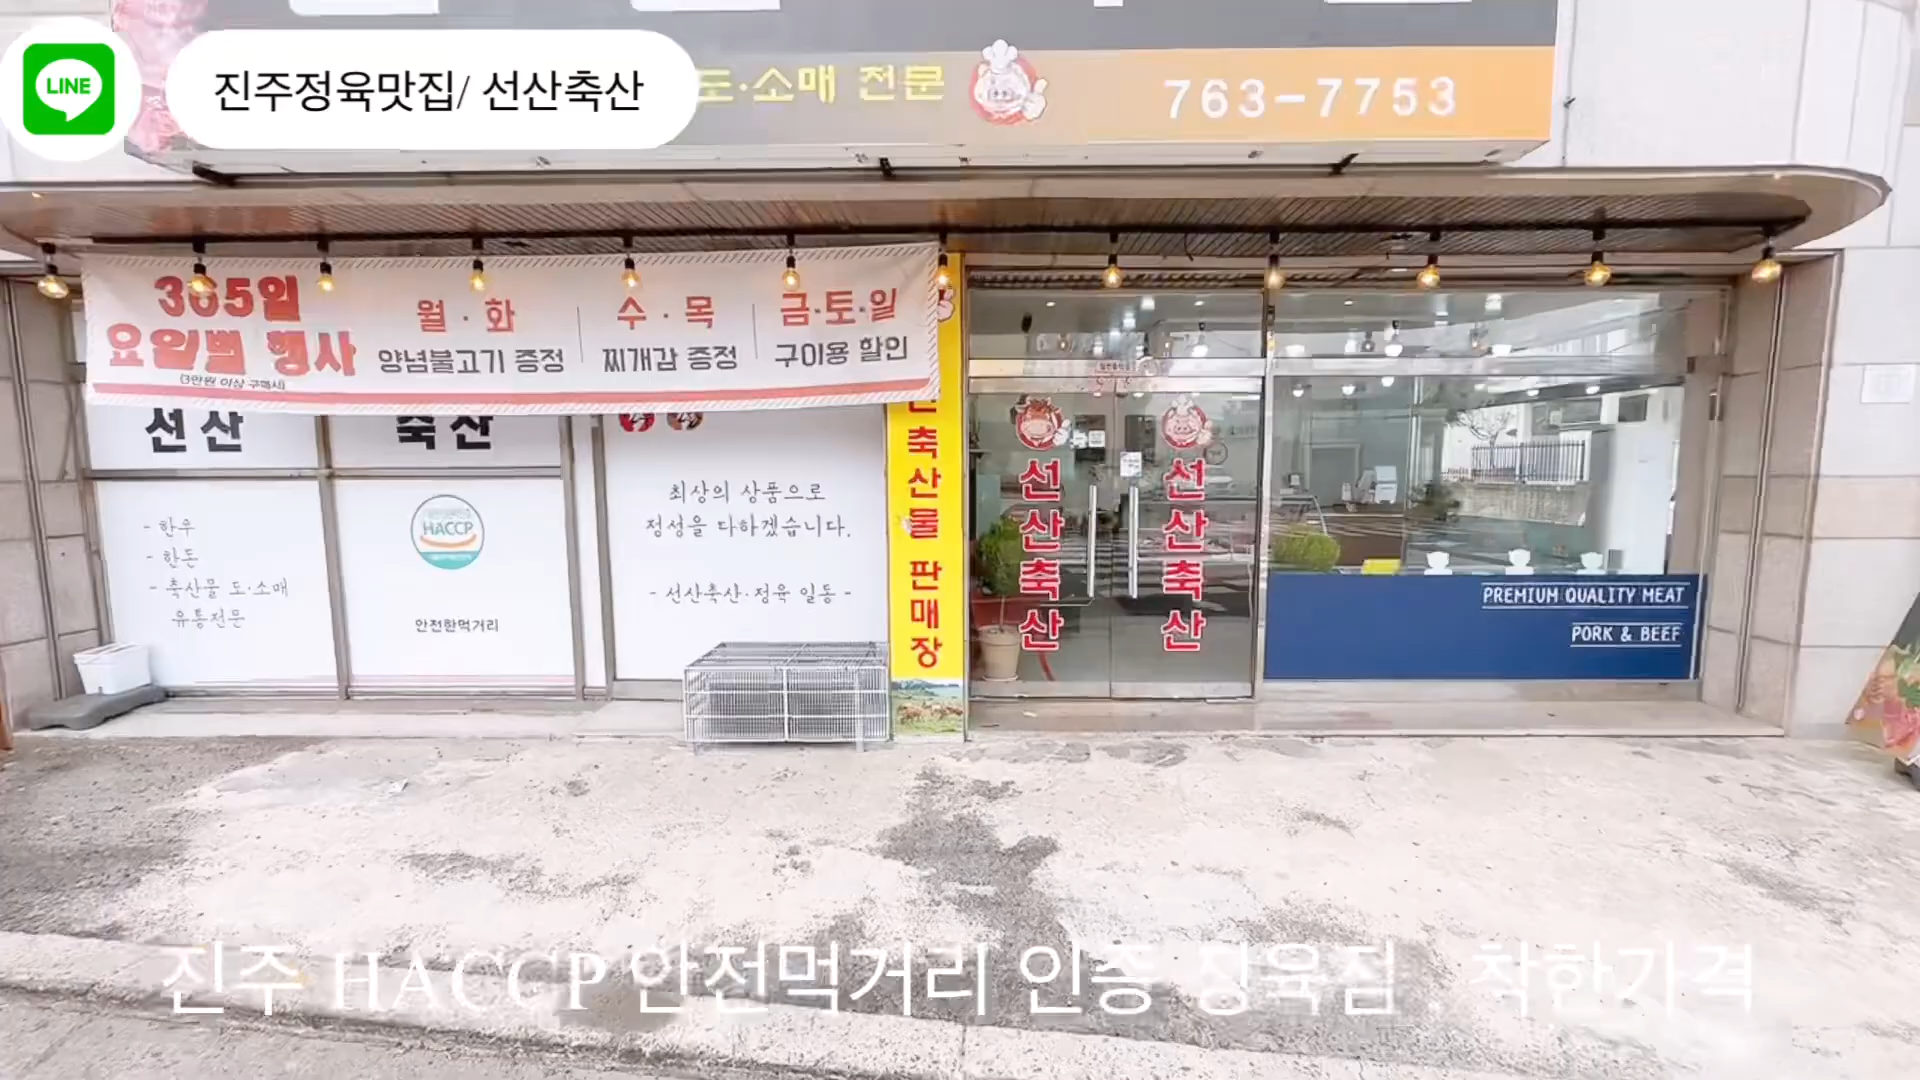 LINE
진주정육맛집/ 선산축산
도·소매 전문
763-7753
365일
요일별 행사
(3만원 이상 구매시)
월·화
양념불고기 증정
수·목
찌개감 증정
금·토·일
구이용 할인
선산
축산
- 한우
- 한돈
- 축산물 도·소매
유통전문
HACCP
안전한먹거리
최상의 상품으로
정성을 다하겠습니다.
- 선산축산·정육 일동 -
축산물 판매장
선산축산
선산축산
PREMIUM QUALITY MEAT
PORK & BEEF
진주 HACCP 안전먹거리 인증 정육점 . 착한가격